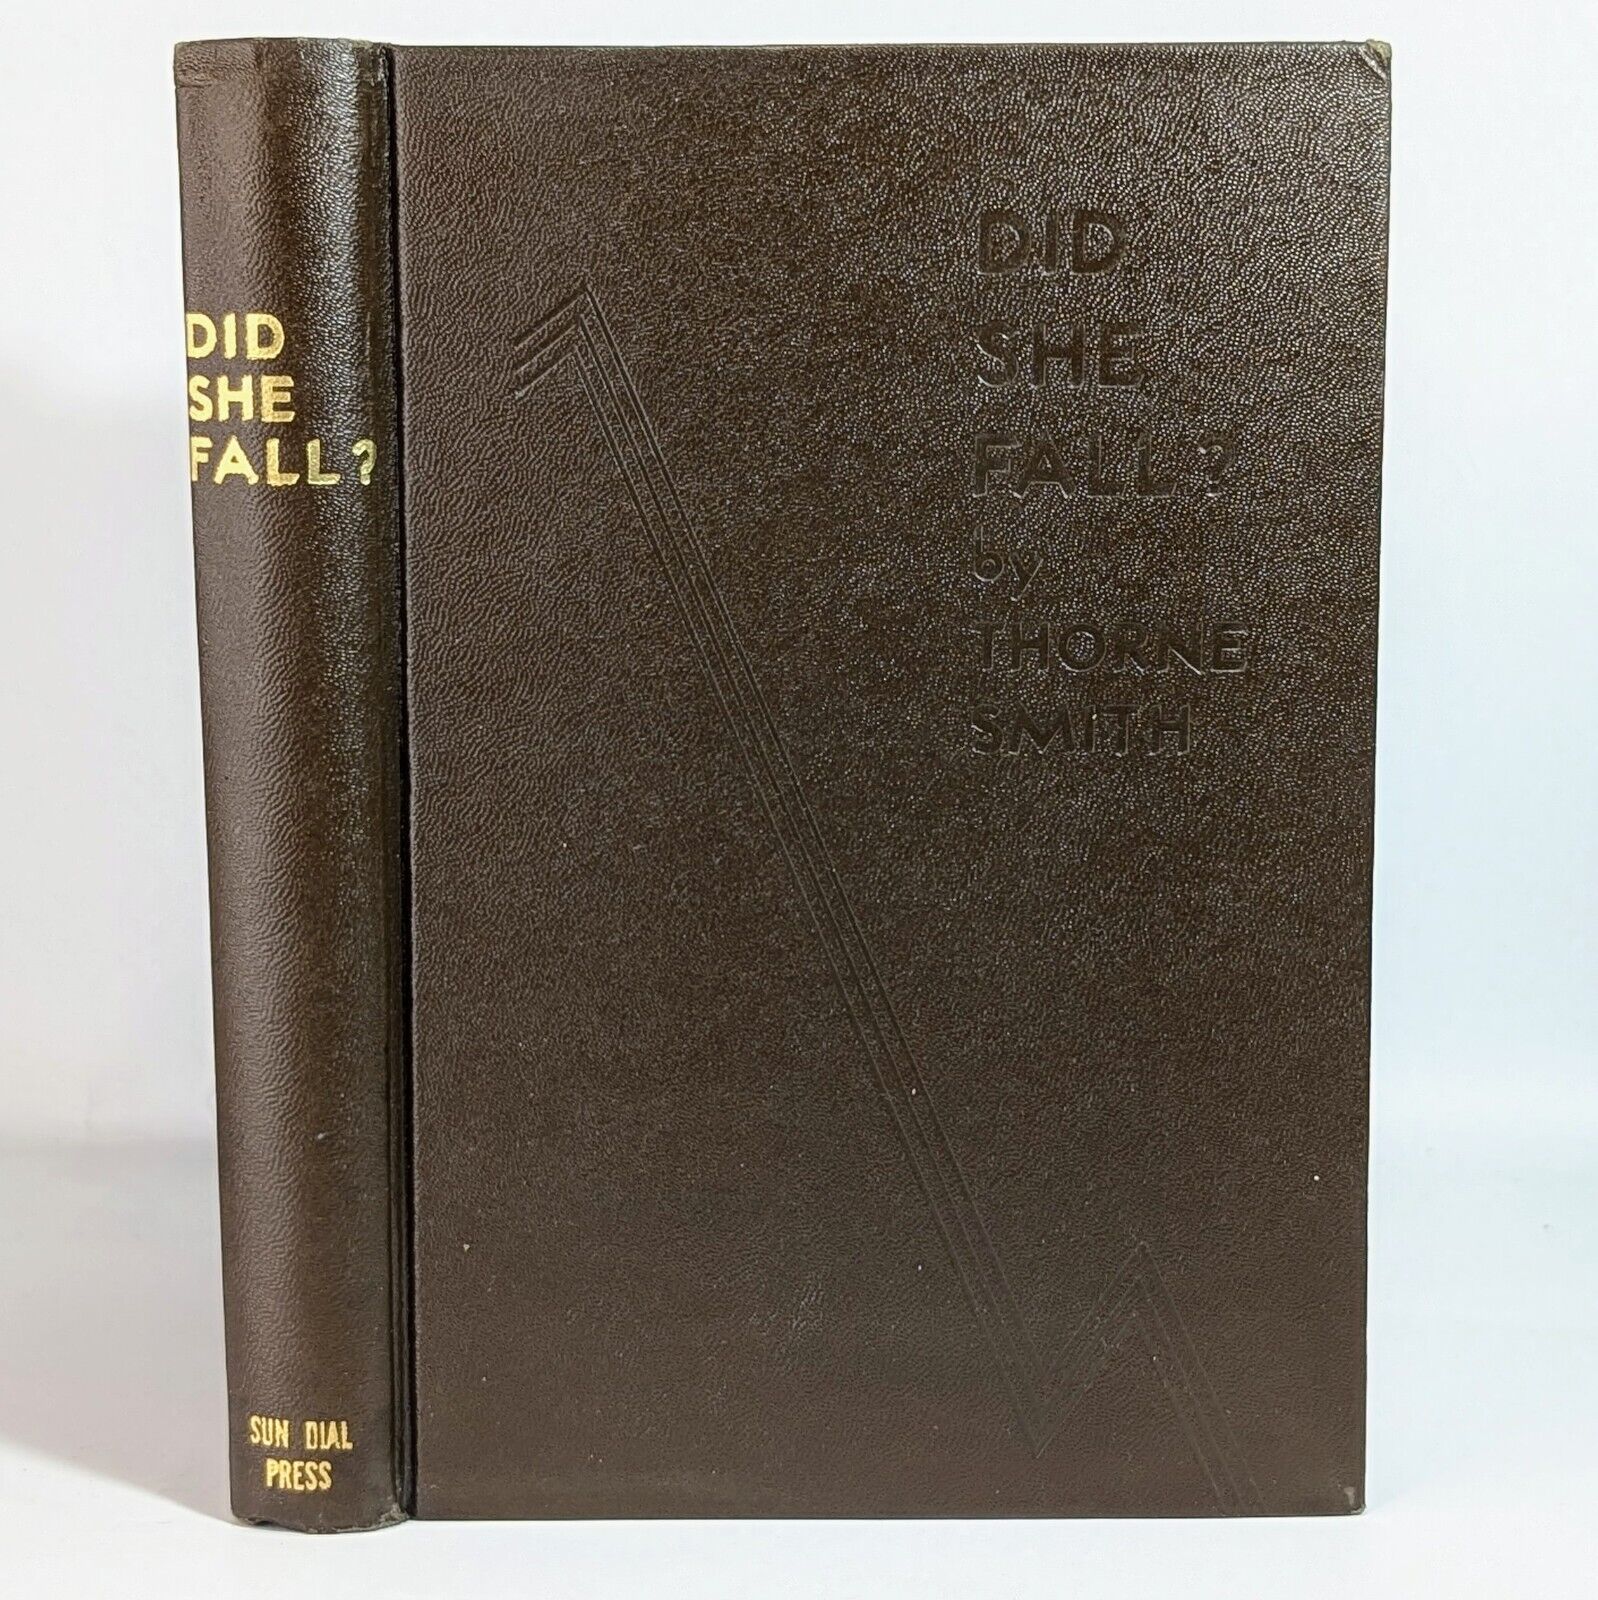 DID
SHE
FALL?
SUN DIAL
PRESS
DID
SHE
FALL?
by
THORNE
SMITH